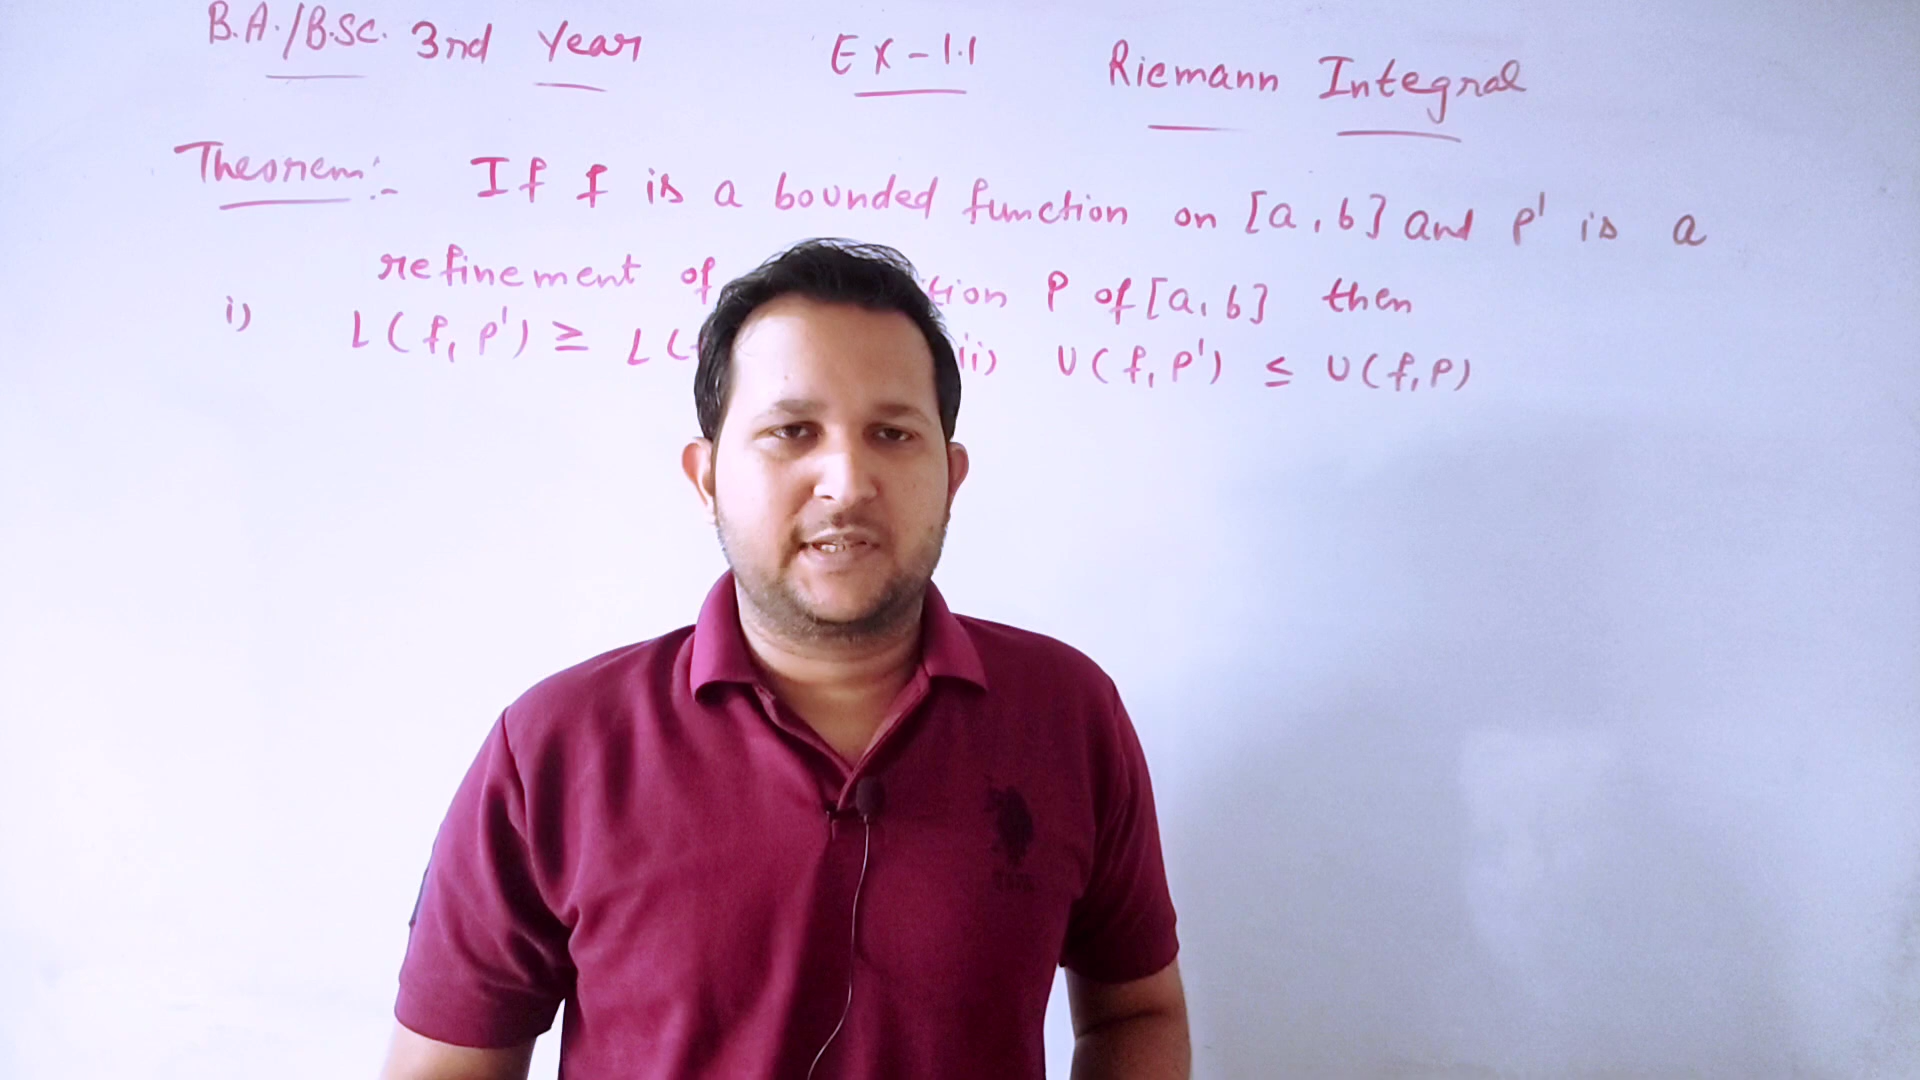 B.A./B.Sc. 3rd Year Ex-1.1 Riemann Integral
Theorem:- If f is a bounded function on [a, b] and P' is a
refinement of tion P of [a, b] then
i) L(f, P') ≥ L( ii) U(f, P') ≤ U(f, P)